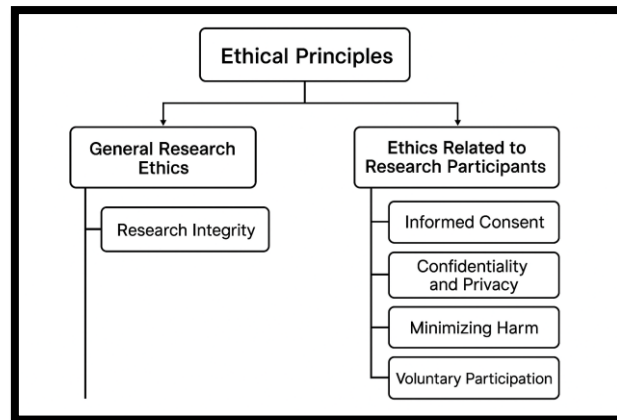 Ethical Principles
General Research
Ethics
Research Integrity
Ethics Related to
Research Participants
Informed Consent
Confidentiality
and Privacy
Minimizing Harm
Voluntary Participation